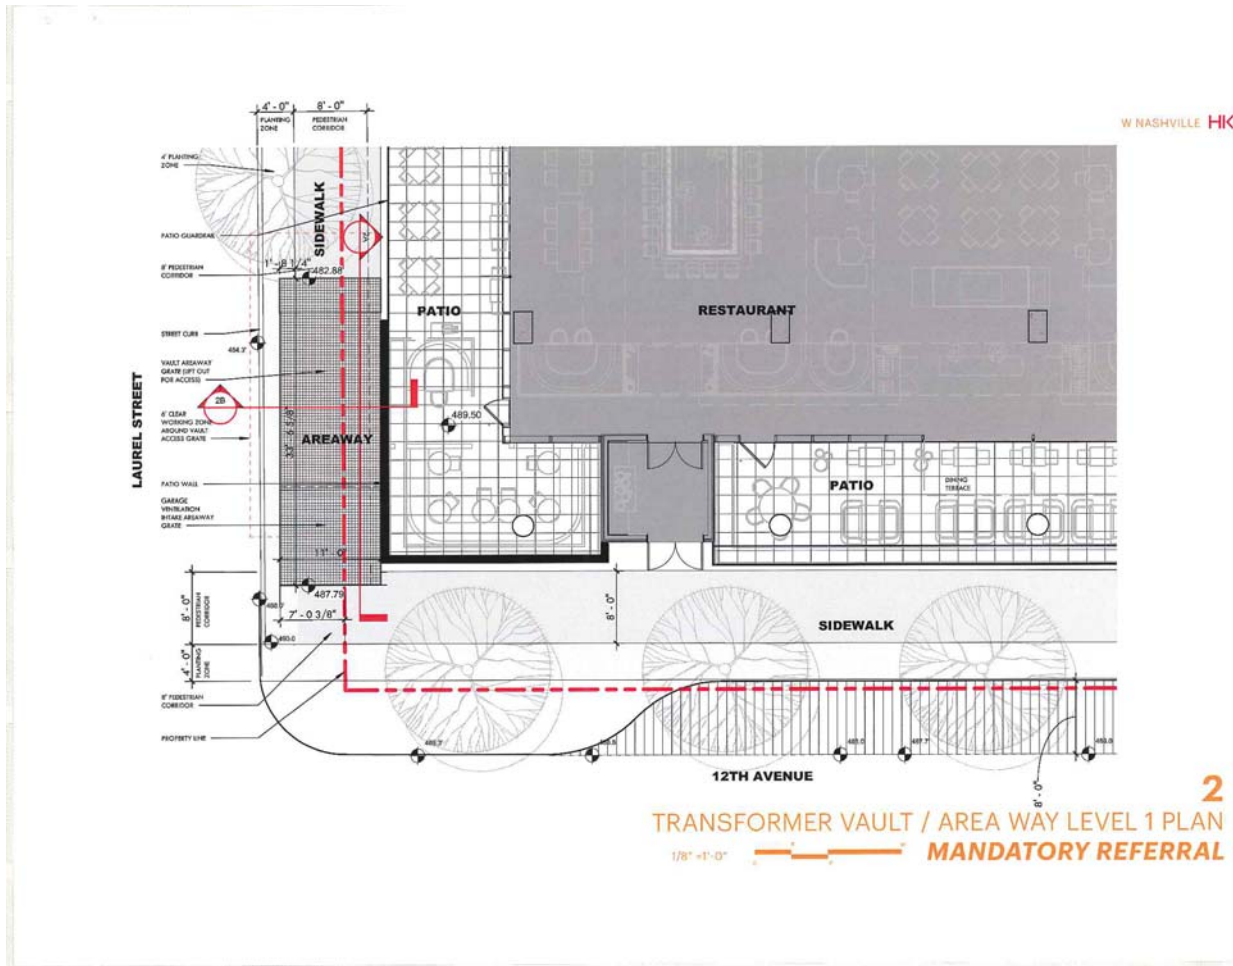 W NASHVILLE HK
4' - 0"
8' - 0"
PLANTING
ZONE
PEDESTRIAN
CORRIDOR
4' PLANTING
ZONE
SIDEWALK
PATIO GUARDRAIL
8' PEDESTRIAN
CORRIDOR
1' - 8 1/4"
482.88
STREET CURB
VAULT AREAWAY
GRATE (LIFT OUT
FOR ACCESS)
2B
6' CLEAR
WORKING ZONE
AROUND VAULT
ACCESS GRATE
33' - 6 5/8"
AREAWAY
LAUREL STREET
PATIO WALL
GARAGE
VENTILATION
INTAKE AREAWAY
GRATE
11' - 0"
487.79
7' - 0 3/8"
8' - 0"
PEDESTRIAN
CORRIDOR
4' - 0"
PLANTING
ZONE
8' PEDESTRIAN
CORRIDOR
PROPERTY LINE
PATIO
489.50
RESTAURANT
PATIO
DINING
TERRACE
8' - 0"
SIDEWALK
12TH AVENUE
8' - 0"
2
TRANSFORMER VAULT / AREA WAY LEVEL 1 PLAN
1/8" =1'-0"
MANDATORY REFERRAL